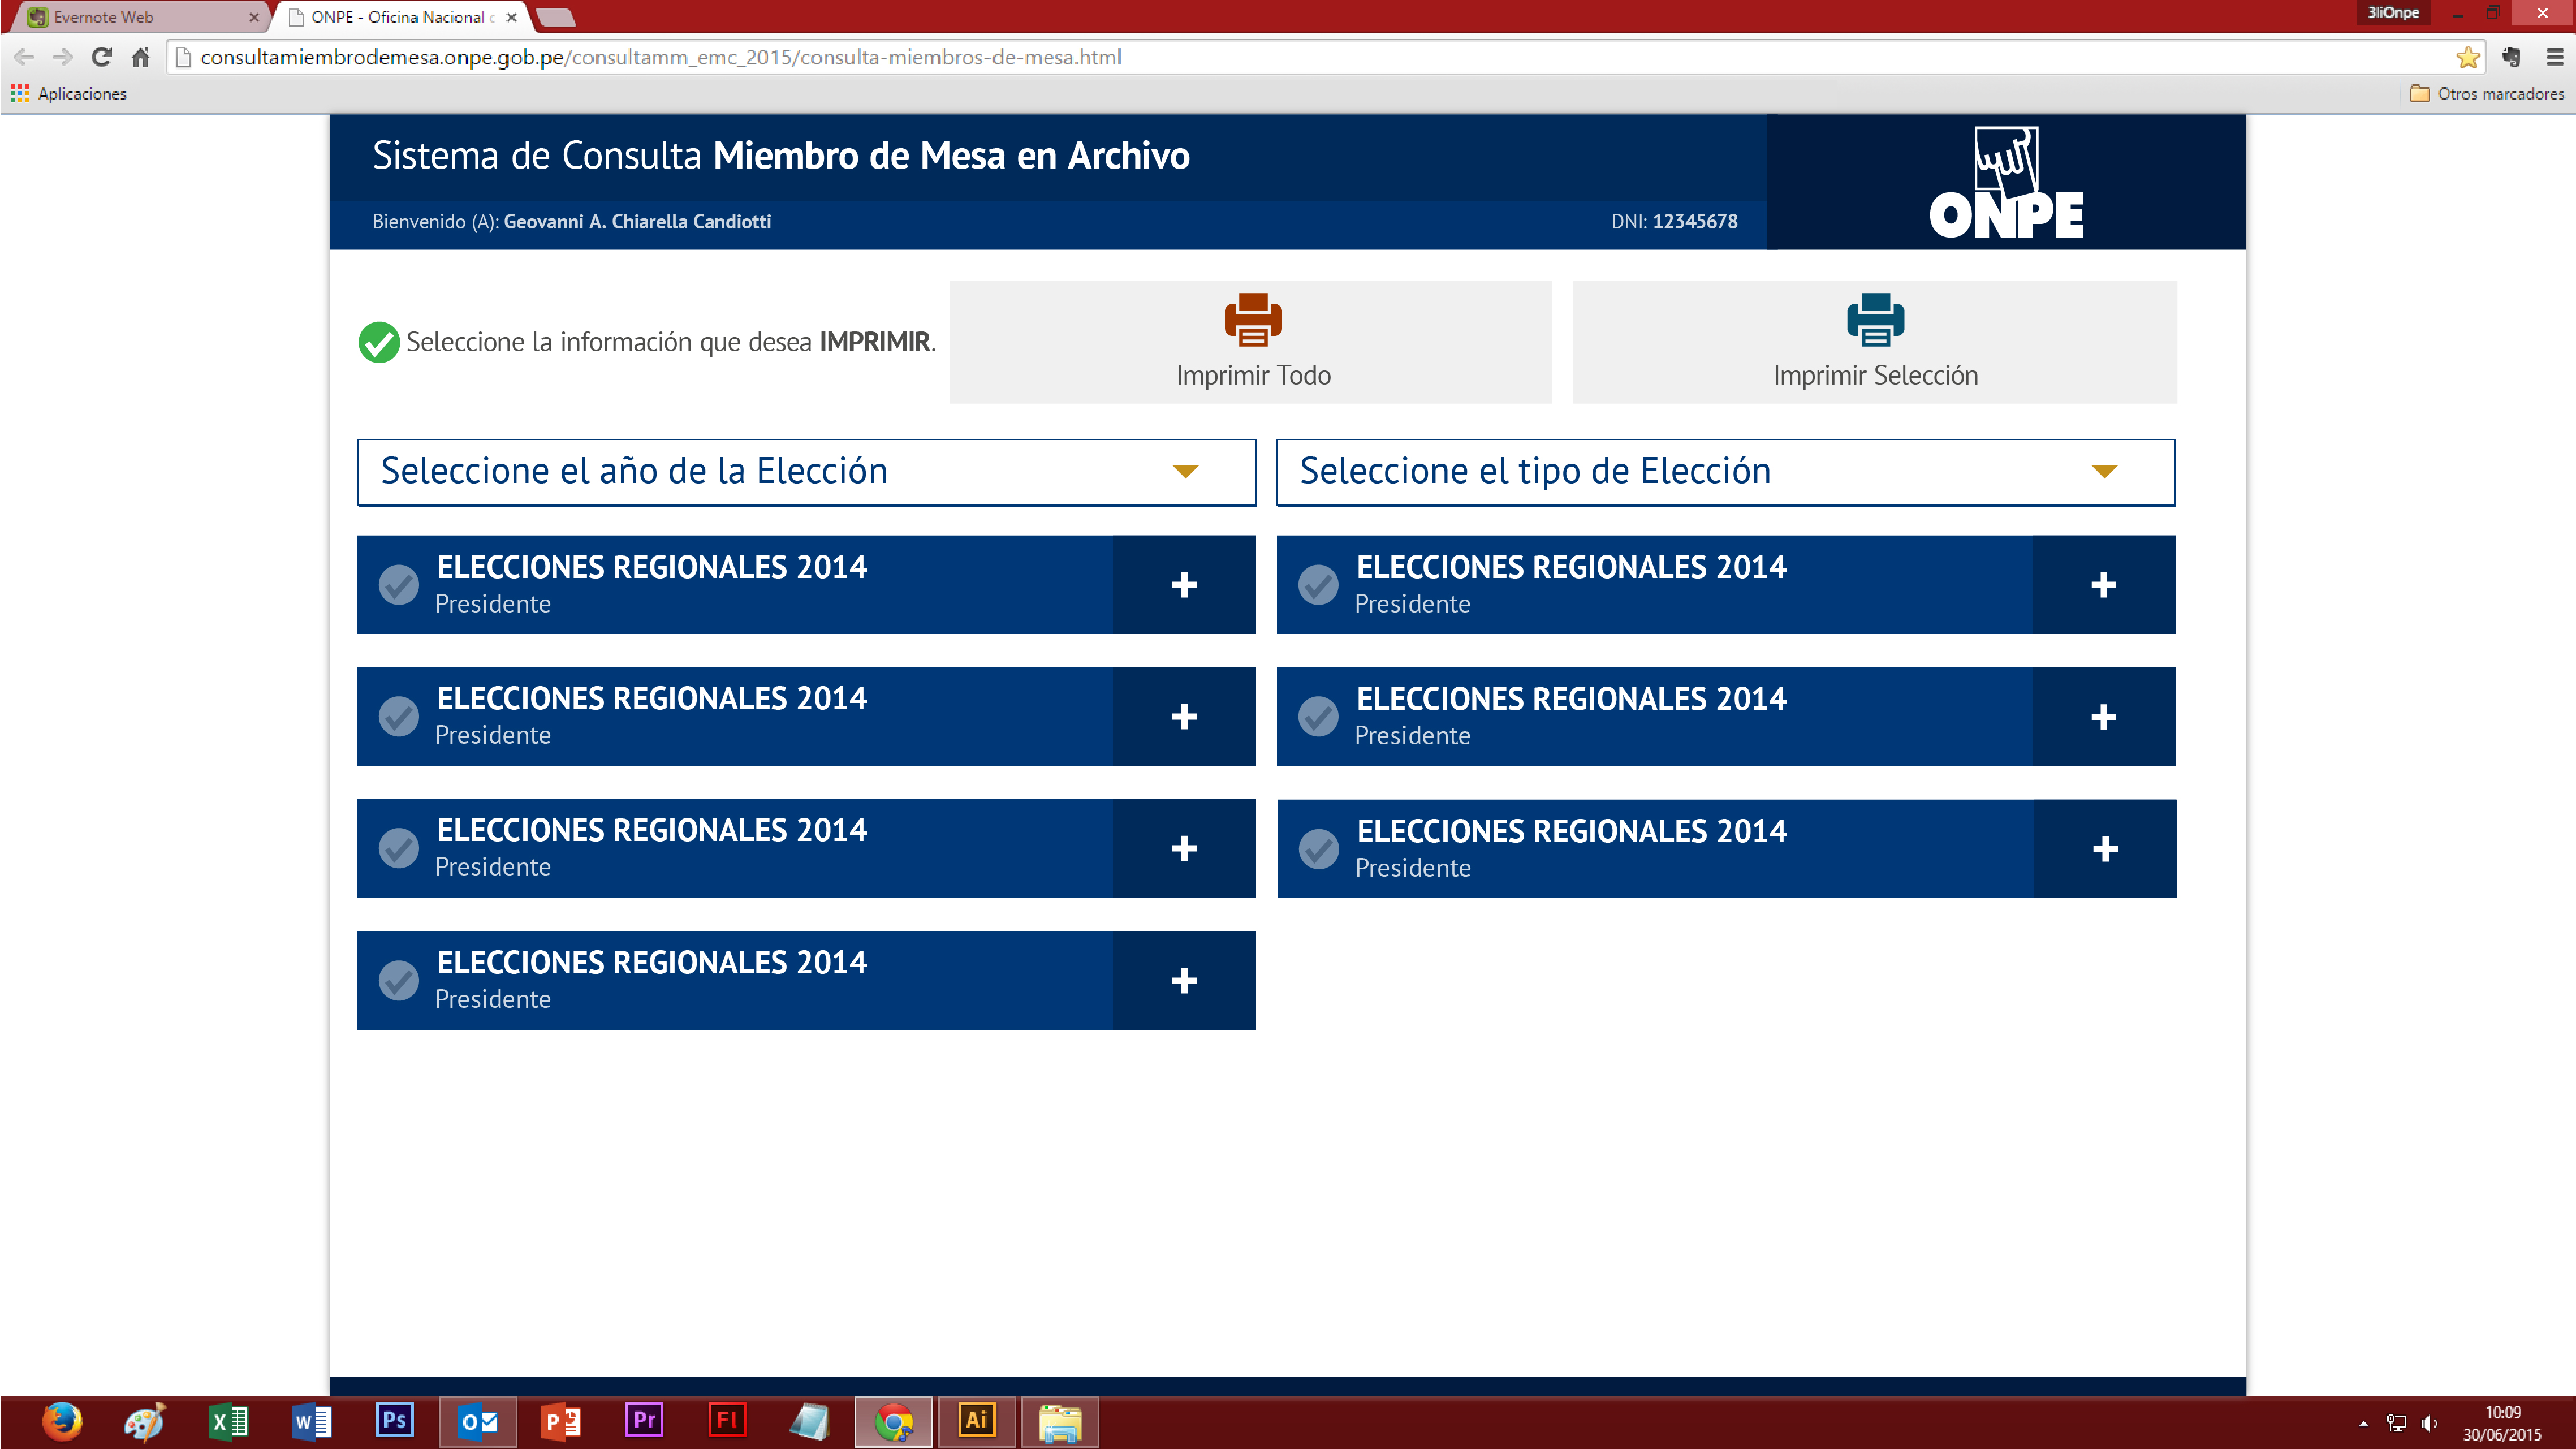 Evernote Web
ONPE - Oficina Nacional
3liOnpe
consultamiembrodemesa.onpe.gob.pe/consultamm_emc_2015/consulta-miembros-de-mesa.html
Aplicaciones
Otros marcadores
Sistema de Consulta Miembro de Mesa en Archivo
Bienvenido (A): Geovanni A. Chiarella Candiotti
DNI: 12345678
ONPE
Seleccione la información que desea IMPRIMIR.
Imprimir Todo
Imprimir Selección
Seleccione el año de la Elección
Seleccione el tipo de Elección
ELECCIONES REGIONALES 2014
Presidente
ELECCIONES REGIONALES 2014
Presidente
ELECCIONES REGIONALES 2014
Presidente
ELECCIONES REGIONALES 2014
Presidente
ELECCIONES REGIONALES 2014
Presidente
ELECCIONES REGIONALES 2014
Presidente
ELECCIONES REGIONALES 2014
Presidente
Ps
Pr
Fl
Ai
10:09
30/06/2015